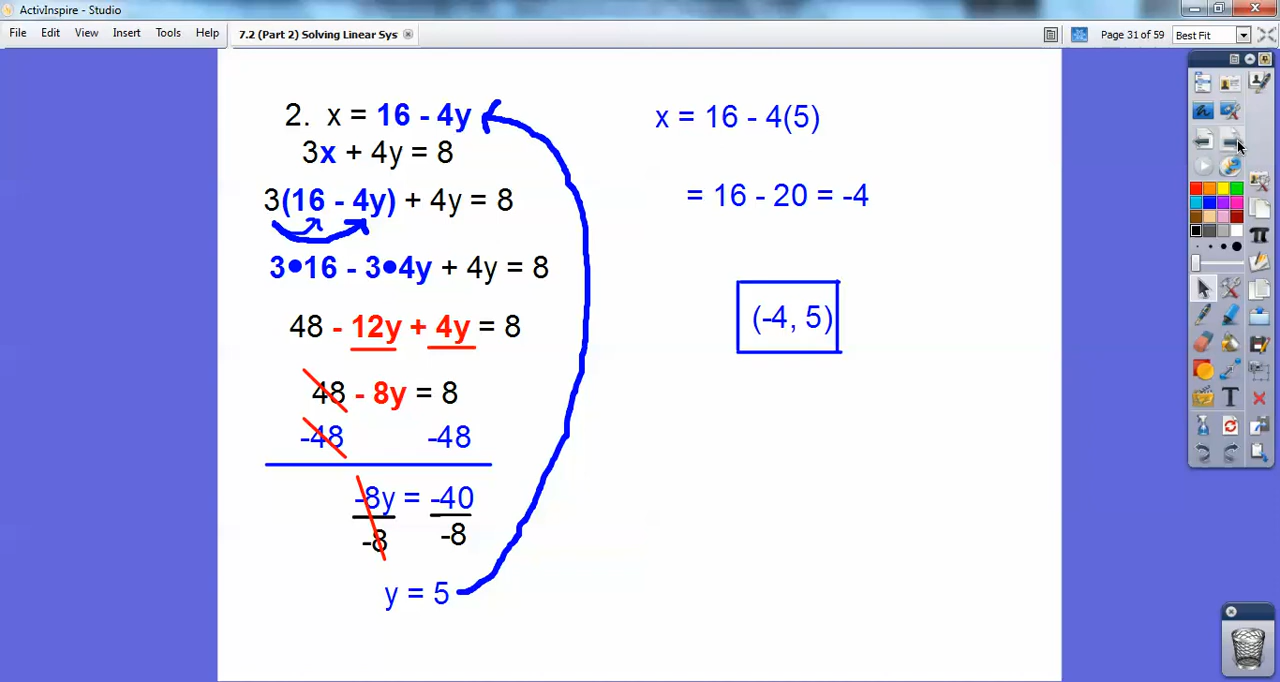 ActivInspire - Studio
File Edit View Insert Tools Help
7.2 (Part 2) Solving Linear Sys
Page 31 of 59
Best Fit
2. x = 16 - 4y
3x + 4y = 8
3(16 - 4y) + 4y = 8
3•16 - 3•4y + 4y = 8
48 - 12y + 4y = 8
48 - 8y = 8
-48 -48
-8y = -40
-8 -8
y = 5
x = 16 - 4(5)
= 16 - 20 = -4
(-4, 5)
T